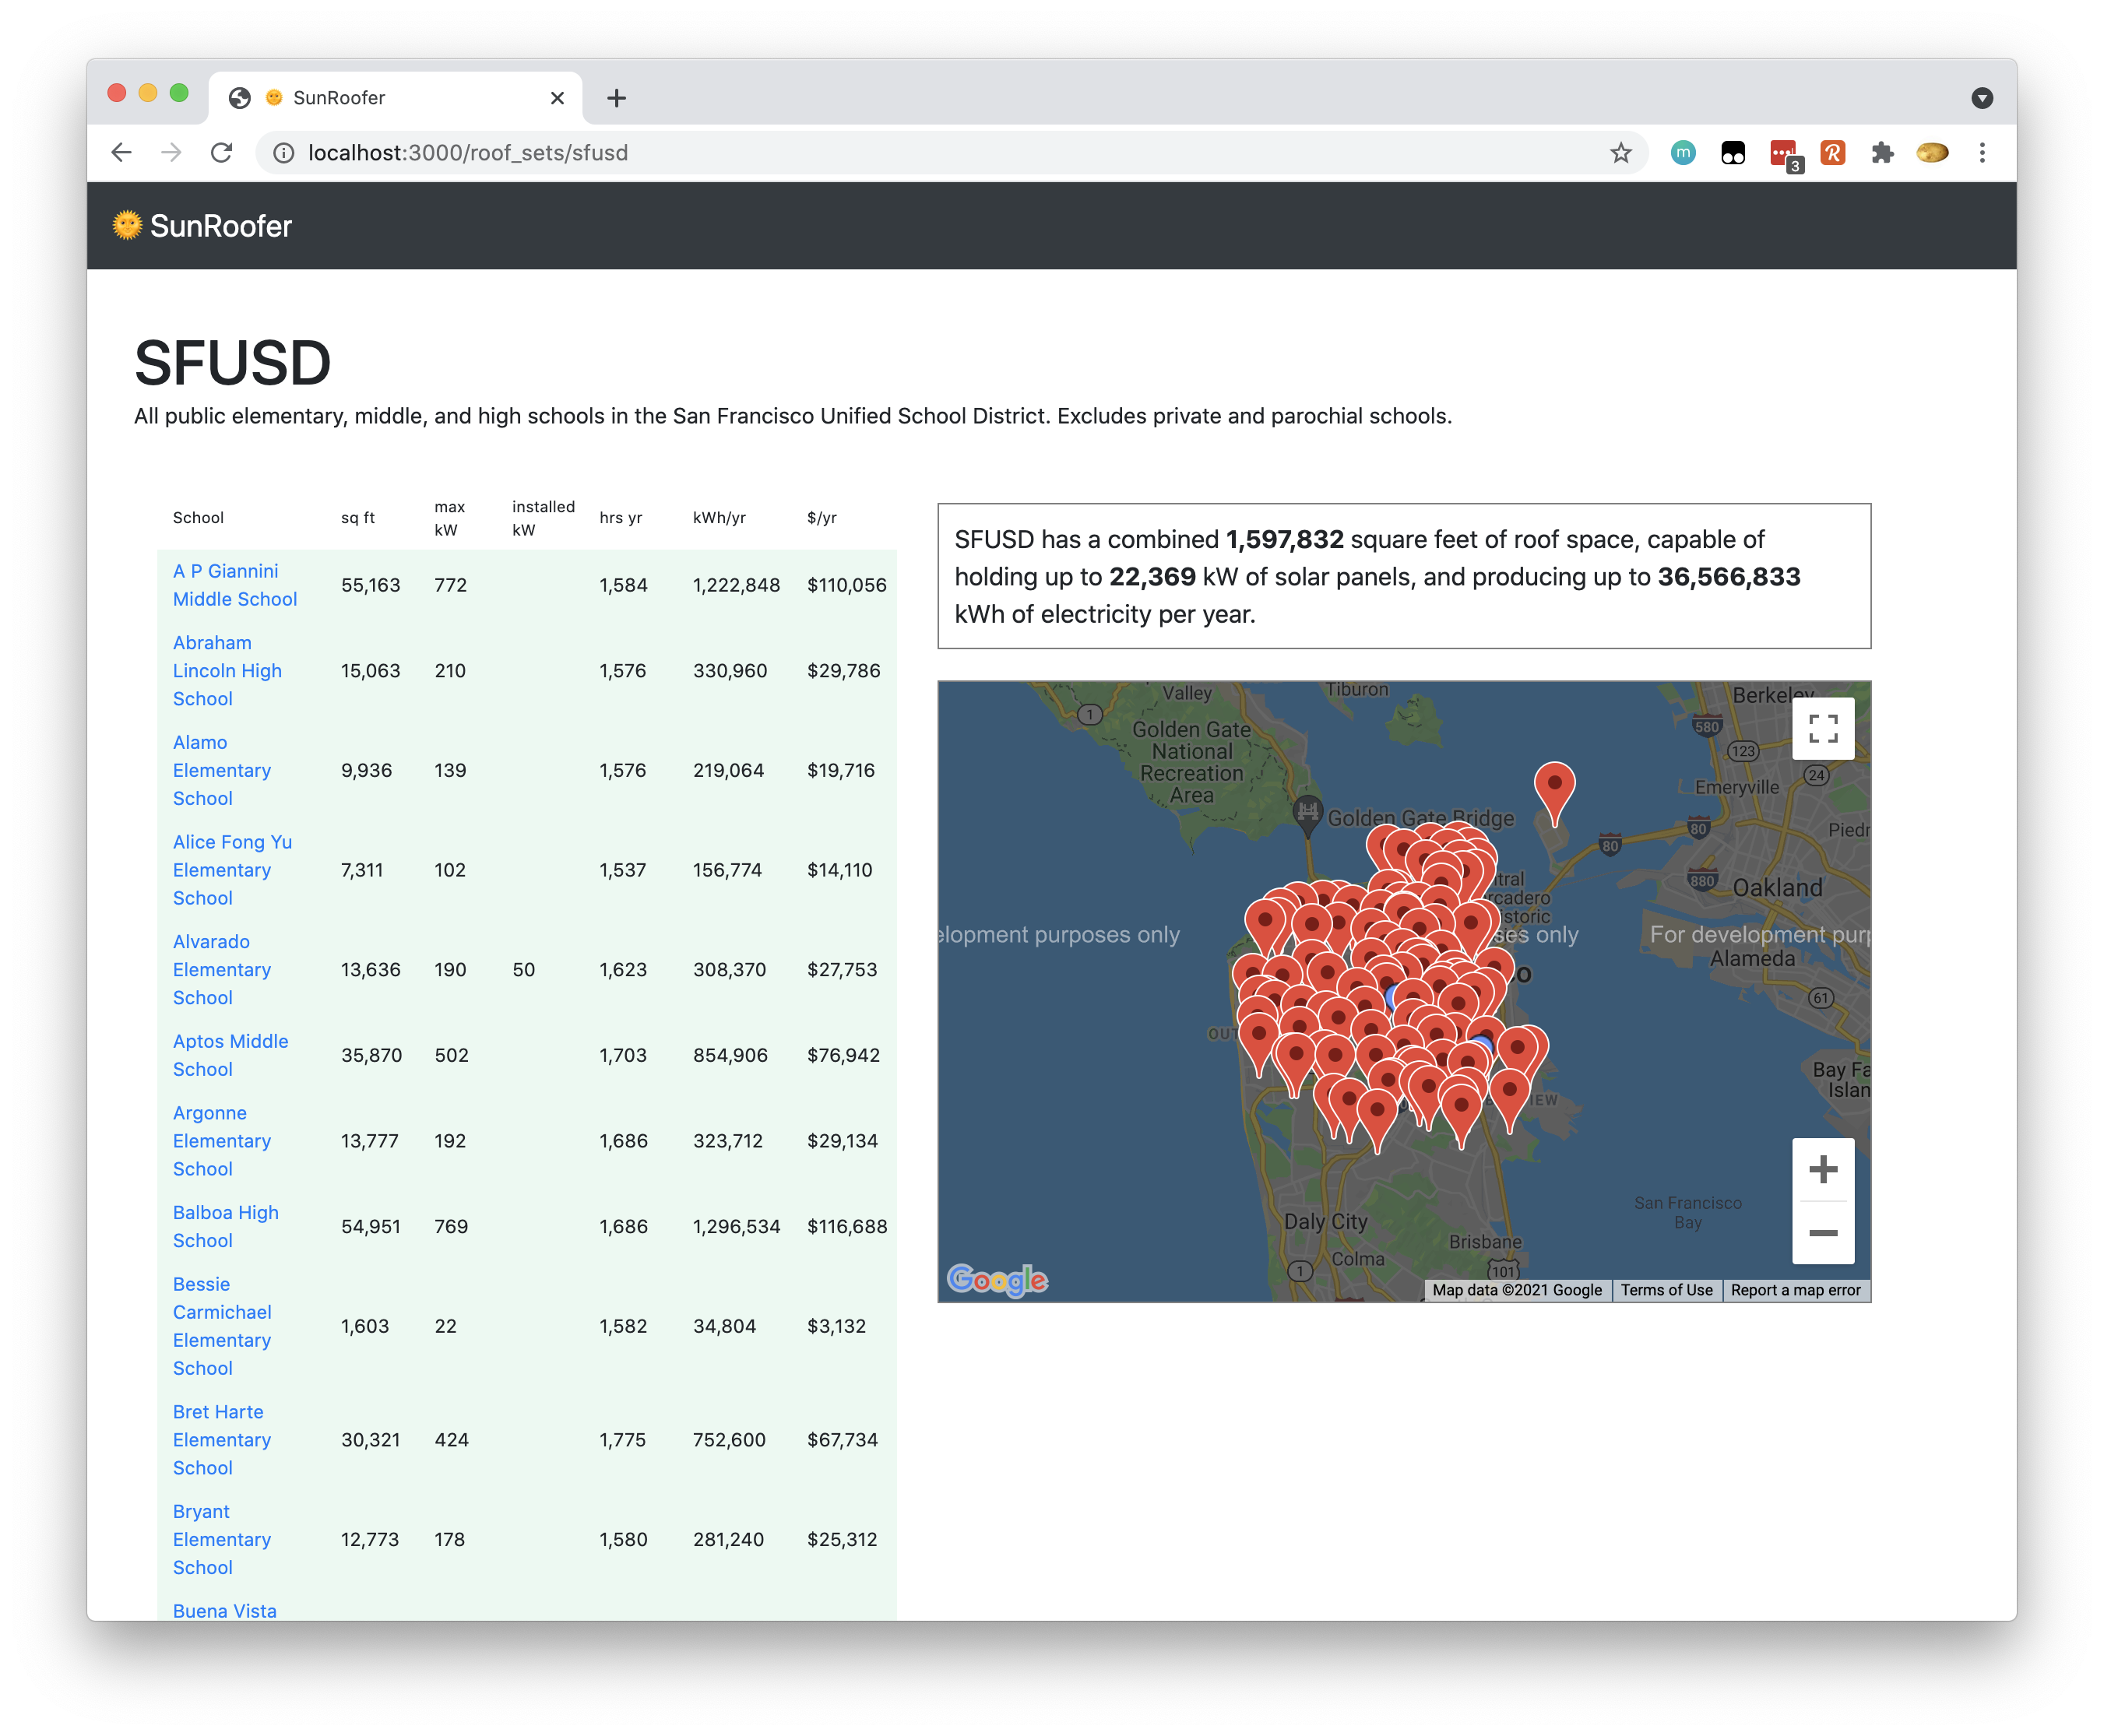 SunRoofer
localhost:3000/roof_sets/sfusd
m
3
R
SunRoofer
SFUSD
All public elementary, middle, and high schools in the San Francisco Unified School District. Excludes private and parochial schools.
School sq ft max kW installed kW hrs yr kWh/yr $/yr
A P Giannini Middle School 55,163 772 1,584 1,222,848 $110,056
Abraham Lincoln High School 15,063 210 1,576 330,960 $29,786
Alamo Elementary School 9,936 139 1,576 219,064 $19,716
Alice Fong Yu Elementary School 7,311 102 1,537 156,774 $14,110
Alvarado Elementary School 13,636 190 50 1,623 308,370 $27,753
Aptos Middle School 35,870 502 1,703 854,906 $76,942
Argonne Elementary School 13,777 192 1,686 323,712 $29,134
Balboa High School 54,951 769 1,686 1,296,534 $116,688
Bessie Carmichael Elementary School 1,603 22 1,582 34,804 $3,132
Bret Harte Elementary School 30,321 424 1,775 752,600 $67,734
Bryant Elementary School 12,773 178 1,580 281,240 $25,312
Buena Vista
SFUSD has a combined 1,597,832 square feet of roof space, capable of
holding up to 22,369 kW of solar panels, and producing up to 36,566,833
kWh of electricity per year.
Valley
Tiburon
Berkeley
1
580
Golden Gate
National
Recreation
Area
123
24
Emeryville
Golden Gate Bridge
80
80
Piedr
880
Oakland
ntral
rcadero
istoric
elopment purposes only
ses only
For development purp
Alameda
o
61
OUT
Bay Fa
Islan
VIEW
San Francisco
Bay
Daly City
Brisbane
Colma
1
101
Google
Map data ©2021 Google
Terms of Use
Report a map error